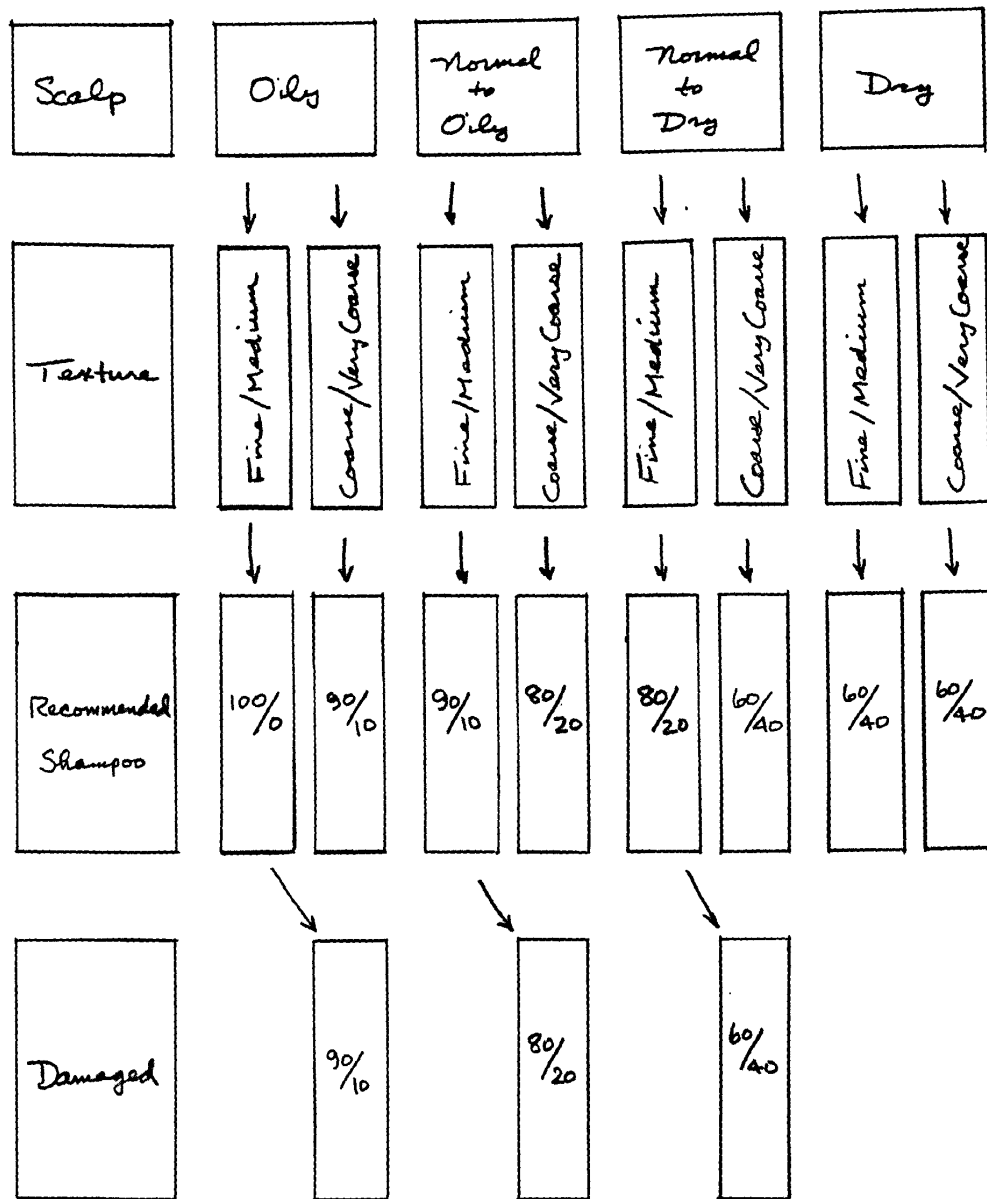 Scalp
Oily
Normal
to
Oily
Normal
to
Dry
Dry
Texture
Fine/Medium
Coarse/Very Coarse
Fine/Medium
Coarse/Very Coarse
Fine/Medium
Coarse/Very Coarse
Fine/Medium
Coarse/Very Coarse
Recommended
Shampoo
100/0
90/10
90/10
80/20
80/20
60/40
60/40
60/40
Damaged
90/10
80/20
60/40